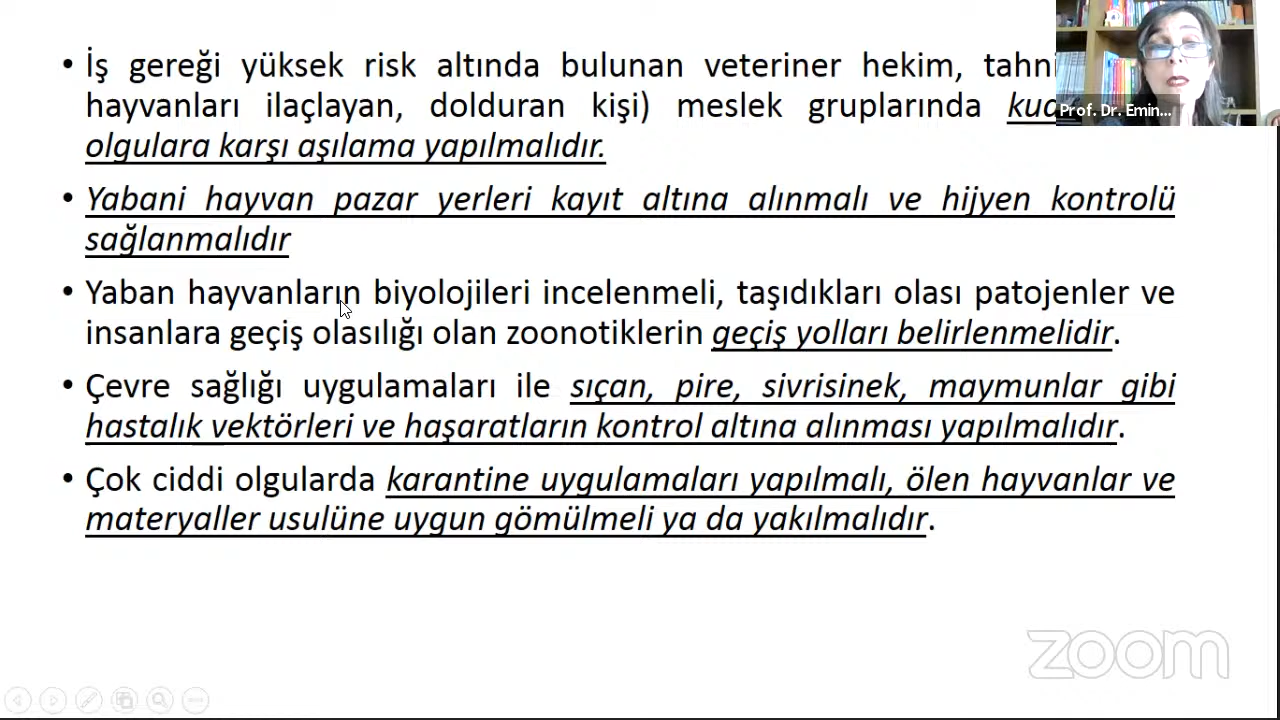 • İş gereği yüksek risk altında bulunan veteriner hekim,
hayvanları ilaçlayan, dolduran kişi) meslek gruplarında
olgulara karşı aşılama yapılmalıdır.
• Yabani hayvan pazar yerleri kayıt altına alınmalı ve hijyen kontrolü
sağlanmalıdır
• Yaban hayvanların biyolojileri incelenmeli, taşıdıkları olası patojenler ve
insanlara geçiş olasılığı olan zoonotiklerin geçiş yolları belirlenmelidir.
• Çevre sağlığı uygulamaları ile sıçan, pire, sivrisinek, maymunlar gibi
hastalık vektörleri ve haşaratların kontrol altına alınması yapılmalıdır.
• Çok ciddi olgularda karantine uygulamaları yapılmalı, ölen hayvanlar ve
materyaller usulüne uygun gömülmeli ya da yakılmalıdır.
Prof. Dr. Emin...
zoom